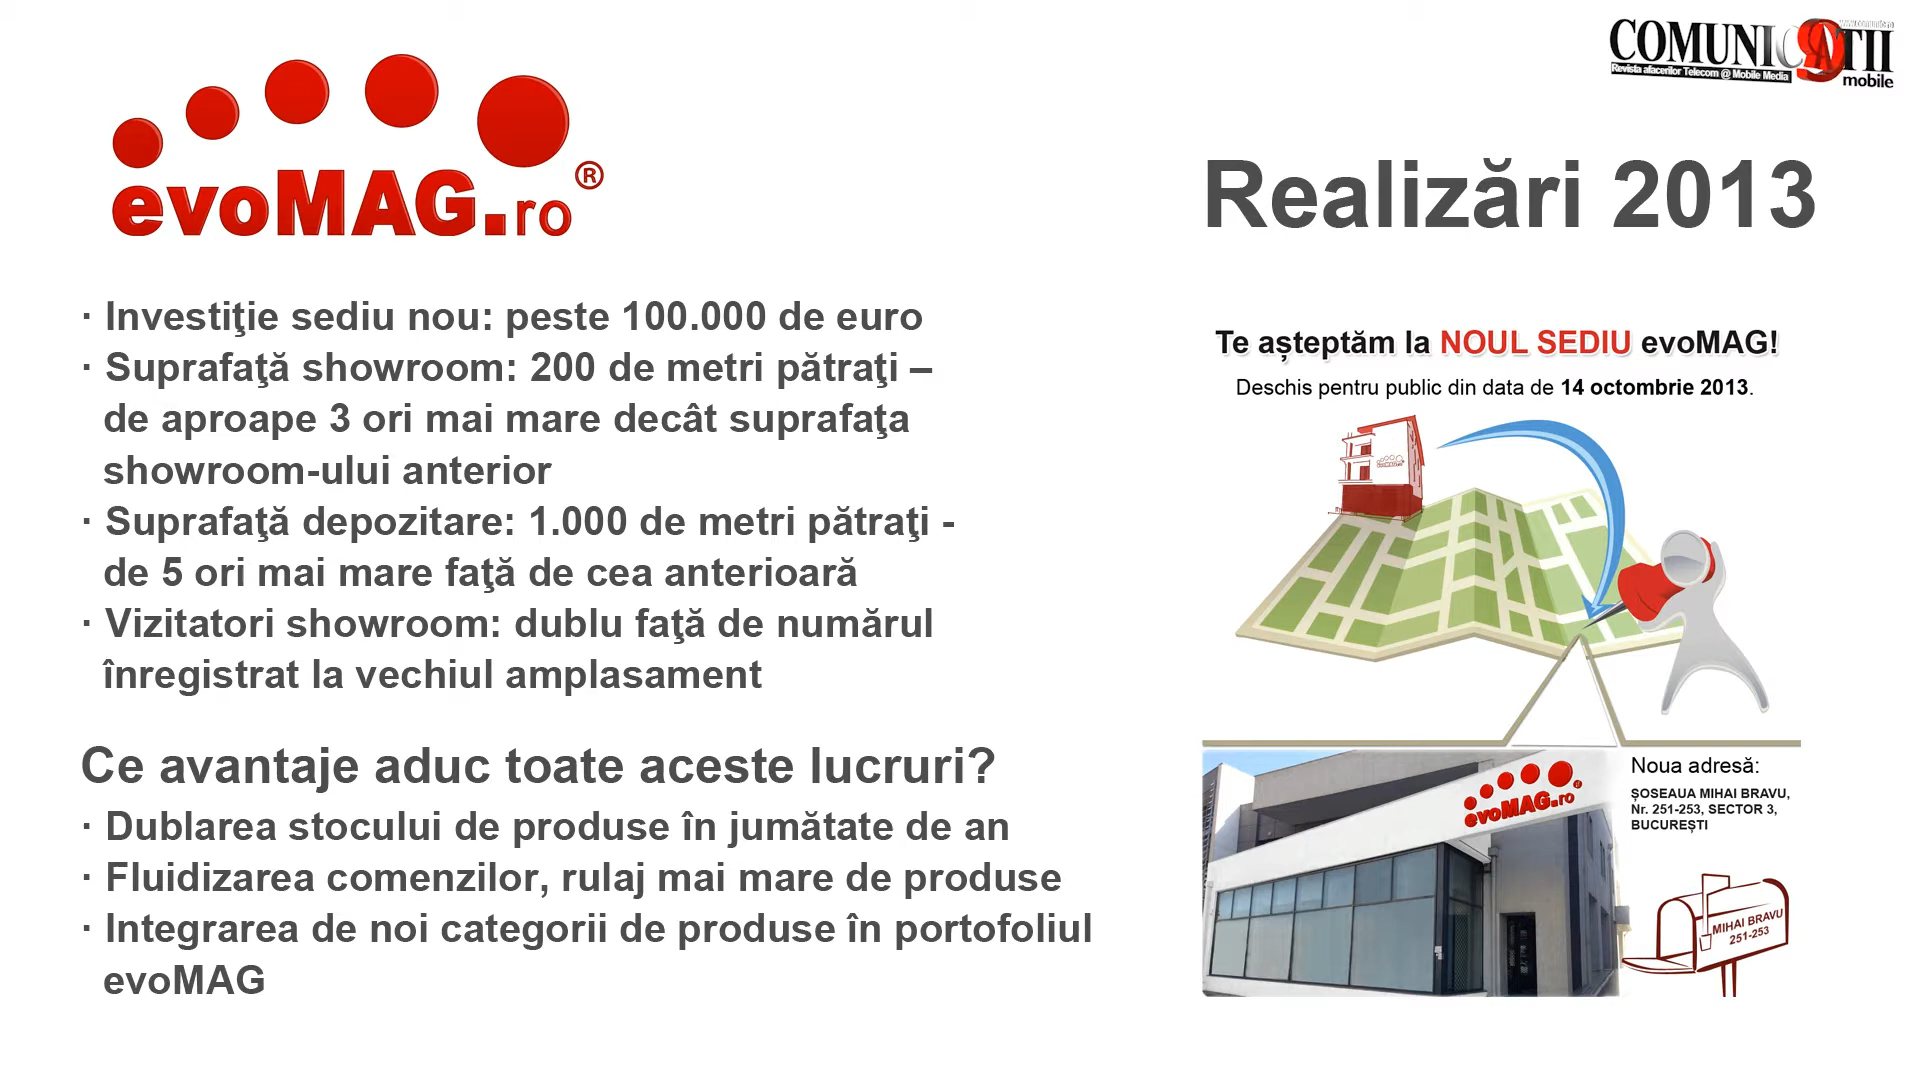 www.comunic.ro
COMUNICATII
Revista afacerilor Telecom @ Mobile Media
mobile
evoMAG.ro®
Realizări 2013
· Investiţie sediu nou: peste 100.000 de euro
· Suprafaţă showroom: 200 de metri pătraţi –
de aproape 3 ori mai mare decât suprafaţa
showroom-ului anterior
· Suprafaţă depozitare: 1.000 de metri pătraţi -
de 5 ori mai mare faţă de cea anterioară
· Vizitatori showroom: dublu faţă de numărul
înregistrat la vechiul amplasament
Ce avantaje aduc toate aceste lucruri?
· Dublarea stocului de produse în jumătate de an
· Fluidizarea comenzilor, rulaj mai mare de produse
· Integrarea de noi categorii de produse în portofoliul
evoMAG
Te așteptăm la NOUL SEDIU evoMAG!
Deschis pentru public din data de 14 octombrie 2013.
evoMAG.ro
evoMAG.ro
Noua adresă:
ȘOSEAUA MIHAI BRAVU,
Nr. 251-253, SECTOR 3,
BUCUREȘTI
MIHAI BRAVU
251-253